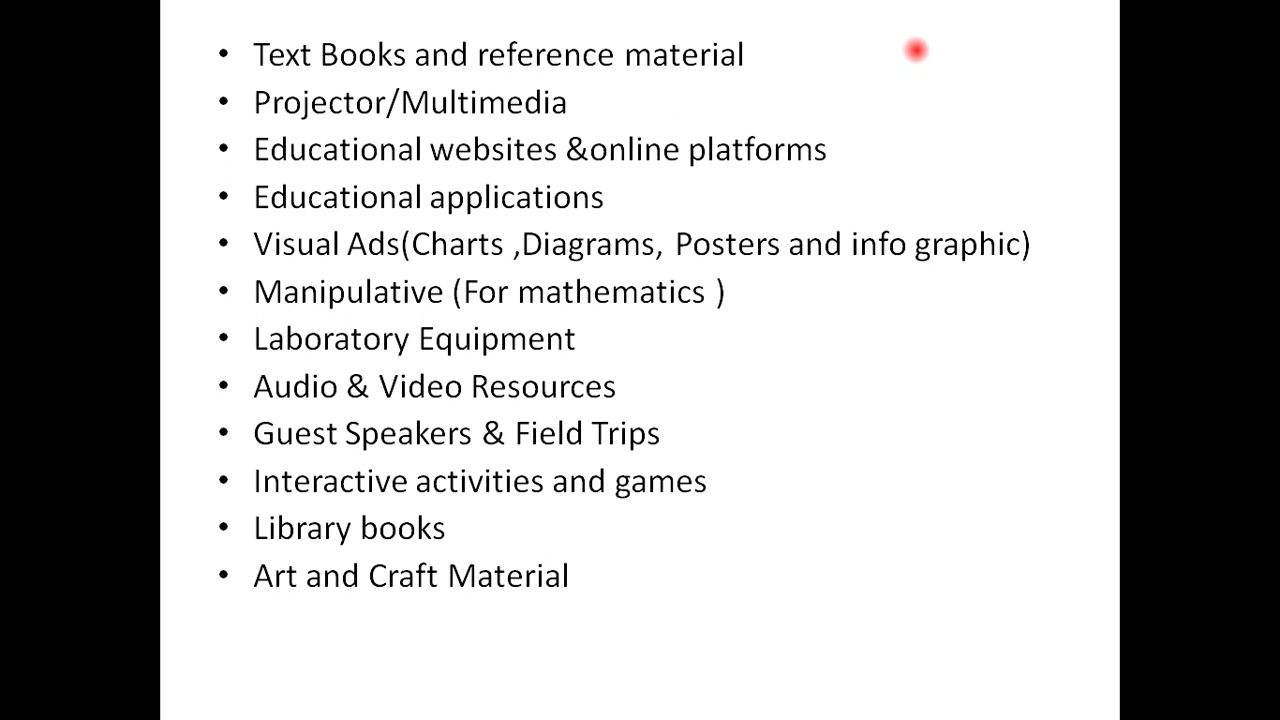 • Text Books and reference material
• Projector/Multimedia
• Educational websites &online platforms
• Educational applications
• Visual Ads(Charts ,Diagrams, Posters and info graphic)
• Manipulative (For mathematics )
• Laboratory Equipment
• Audio & Video Resources
• Guest Speakers & Field Trips
• Interactive activities and games
• Library books
• Art and Craft Material